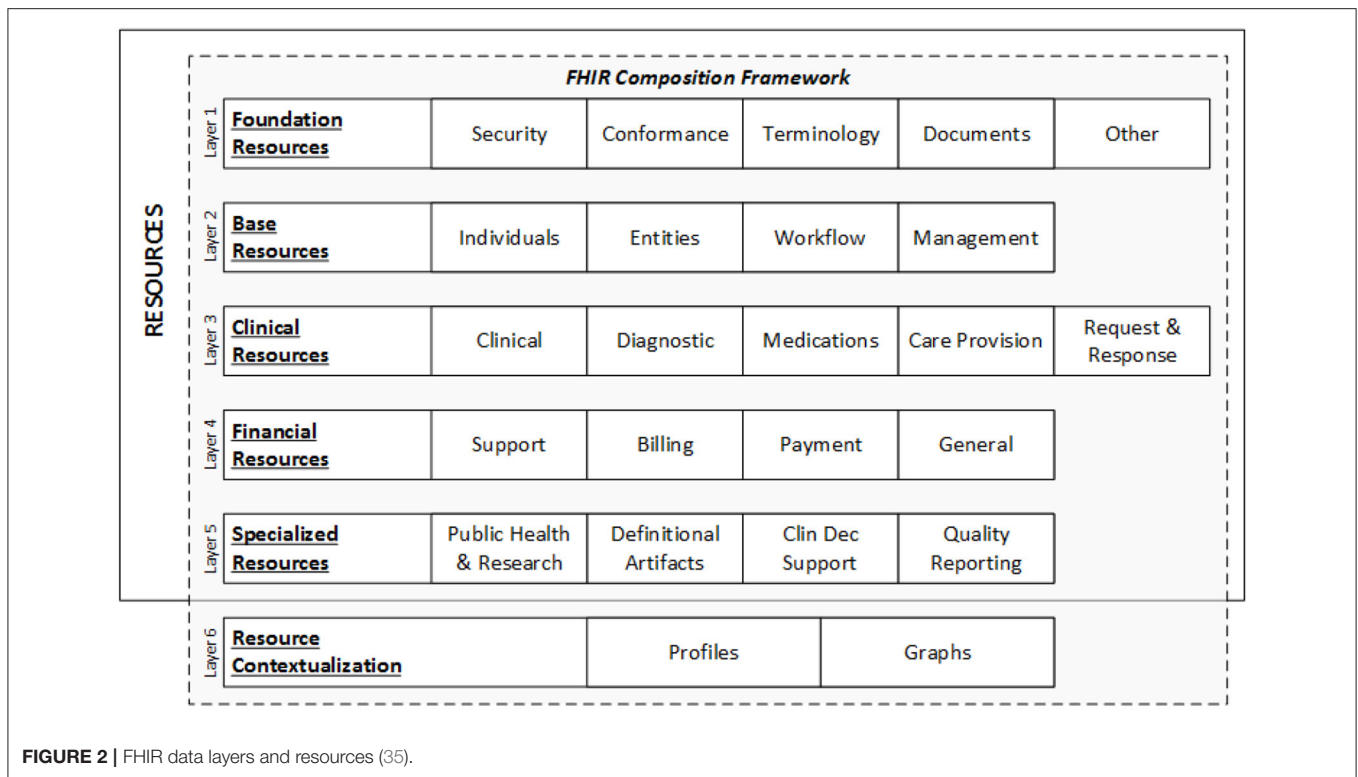 FHIR Composition Framework
RESOURCES
Layer 1
Foundation
Resources
Security
Conformance
Terminology
Documents
Other
Layer 2
Base
Resources
Individuals
Entities
Workflow
Management
Layer 3
Clinical
Resources
Clinical
Diagnostic
Medications
Care Provision
Request &
Response
Layer 4
Financial
Resources
Support
Billing
Payment
General
Layer 5
Specialized
Resources
Public Health
& Research
Definitional
Artifacts
Clin Dec
Support
Quality
Reporting
Layer 6
Resource
Contextualization
Profiles
Graphs
FIGURE 2 | FHIR data layers and resources (35).